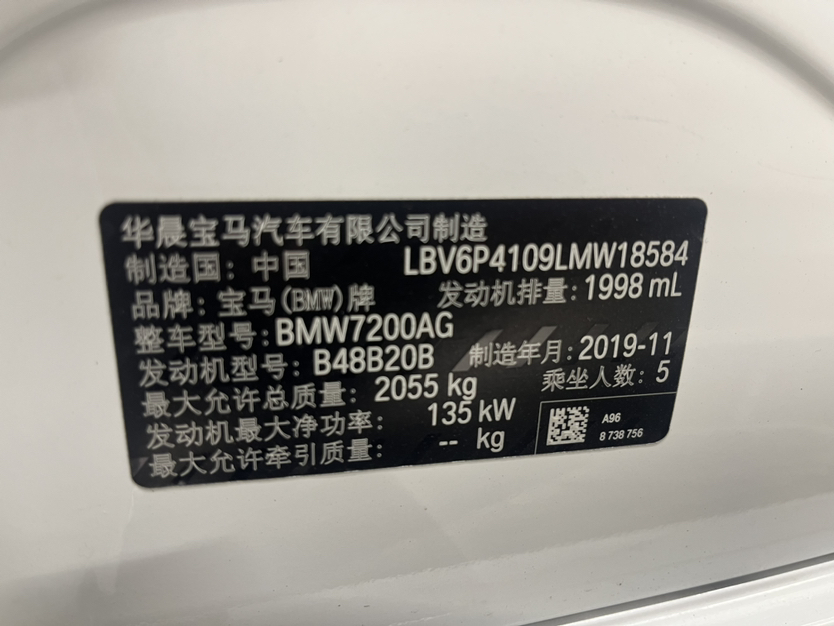 华晨宝马汽车有限公司制造
制造国：中国 LBV6P4109LMW18584
品牌：宝马(BMW)牌 发动机排量：1998 mL
整车型号：BMW7200AG
发动机型号：B48B20B 制造年月：2019-11
最大允许总质量：2055 kg 乘坐人数：5
发动机最大净功率：135 kW
最大允许牵引质量：-- kg
A96
8 738 756